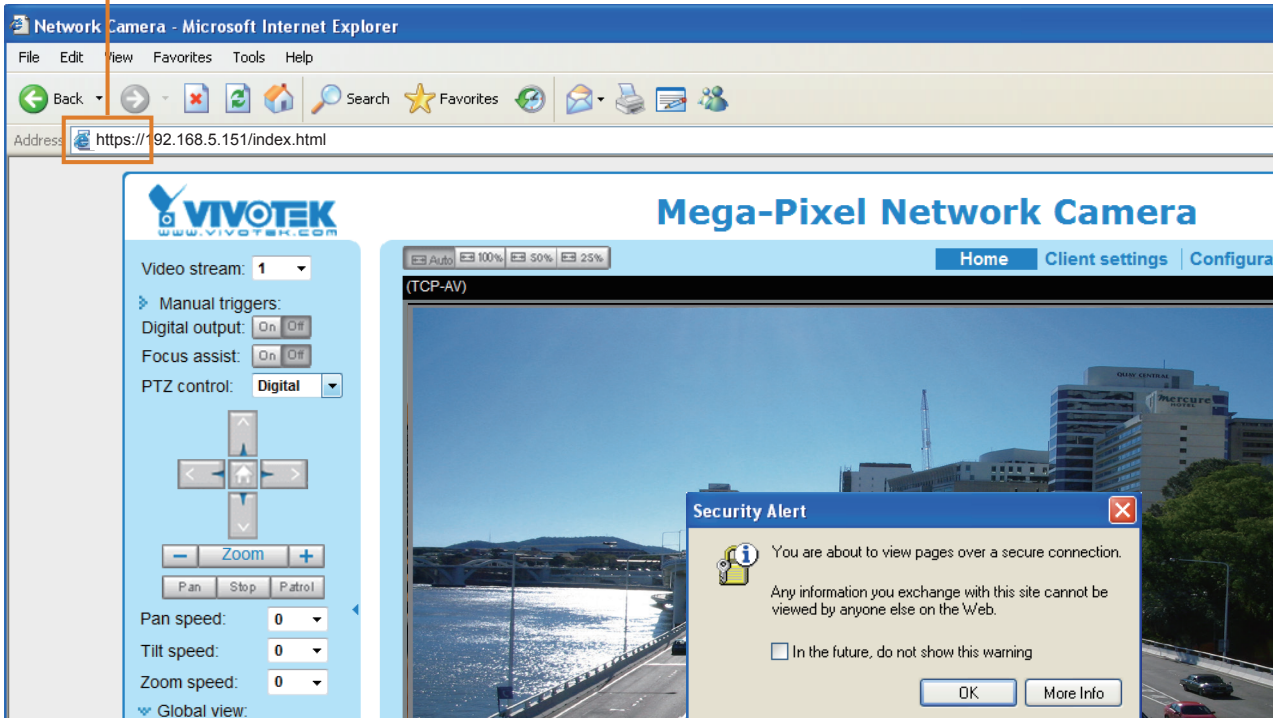 Network Camera - Microsoft Internet Explorer
File Edit View Favorites Tools Help
Back Search Favorites
Address https://192.168.5.151/index.html
VIVOTEK
www.vivotek.com
Mega-Pixel Network Camera
Auto 100% 50% 25%
Home Client settings Configura
(TCP-AV)
Video stream: 1
Manual triggers:
Digital output: On Off
Focus assist: On Off
PTZ control: Digital
Zoom
Pan Stop Patrol
Pan speed: 0
Tilt speed: 0
Zoom speed: 0
Global view:
QUAY CENTRAL
Mercure
HOTEL
Security Alert
You are about to view pages over a secure connection.
Any information you exchange with this site cannot be
viewed by anyone else on the Web.
In the future, do not show this warning
OK More Info